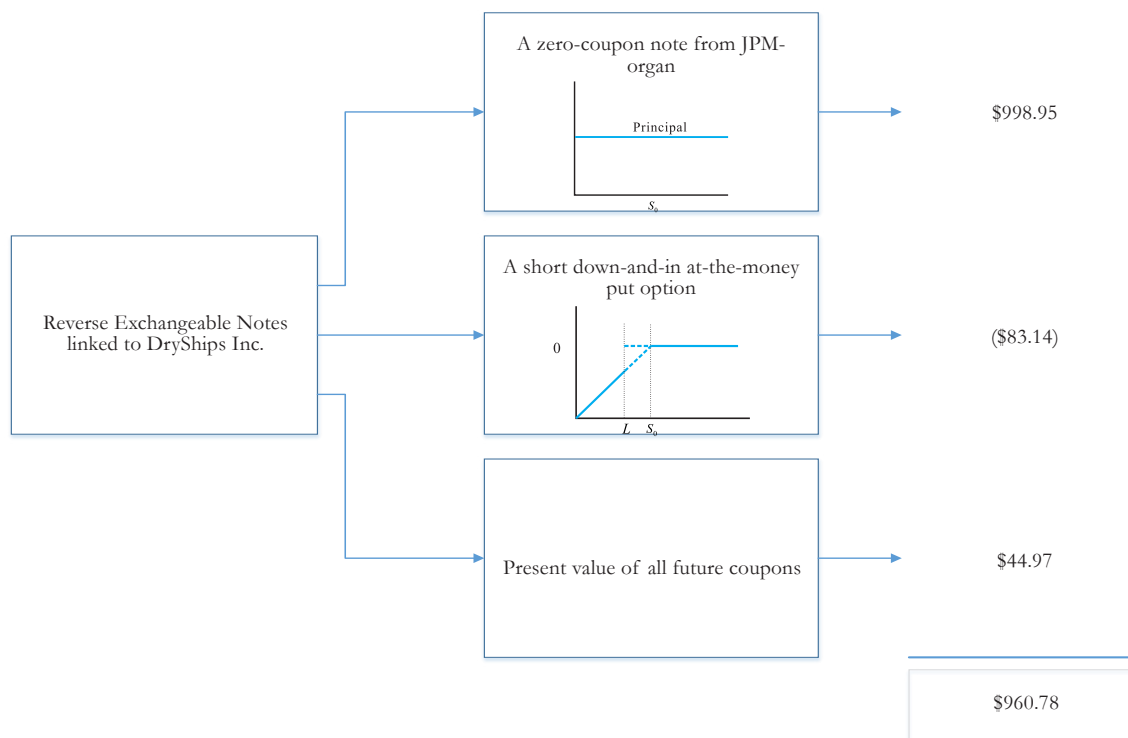 A zero-coupon note from JPM-
organ
Principal
S₀
$998.95
Reverse Exchangeable Notes
linked to DryShips Inc.
A short down-and-in at-the-money
put option
0
L S₀
($83.14)
Present value of all future coupons
$44.97
$960.78